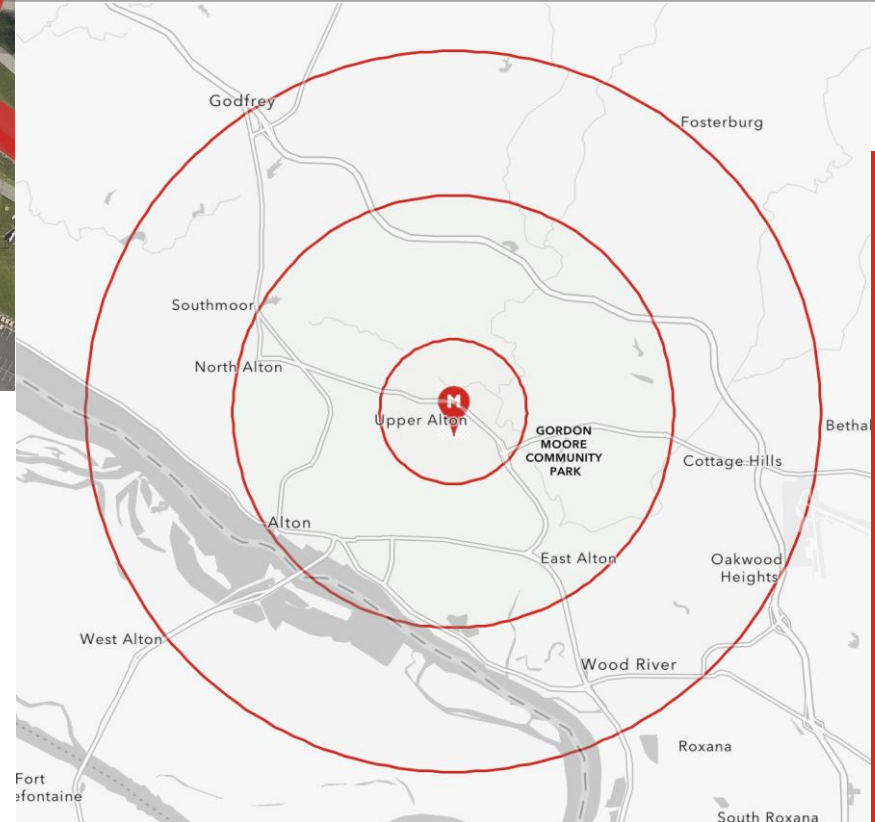 Godfrey
Fosterburg
Southmoor
North Alton
M
Upper Alton
GORDON
MOORE
COMMUNITY
PARK
Bethal
Cottage Hills
Alton
East Alton
Oakwood
Heights
West Alton
Wood River
Roxana
Fort
efontaine
South Roxana